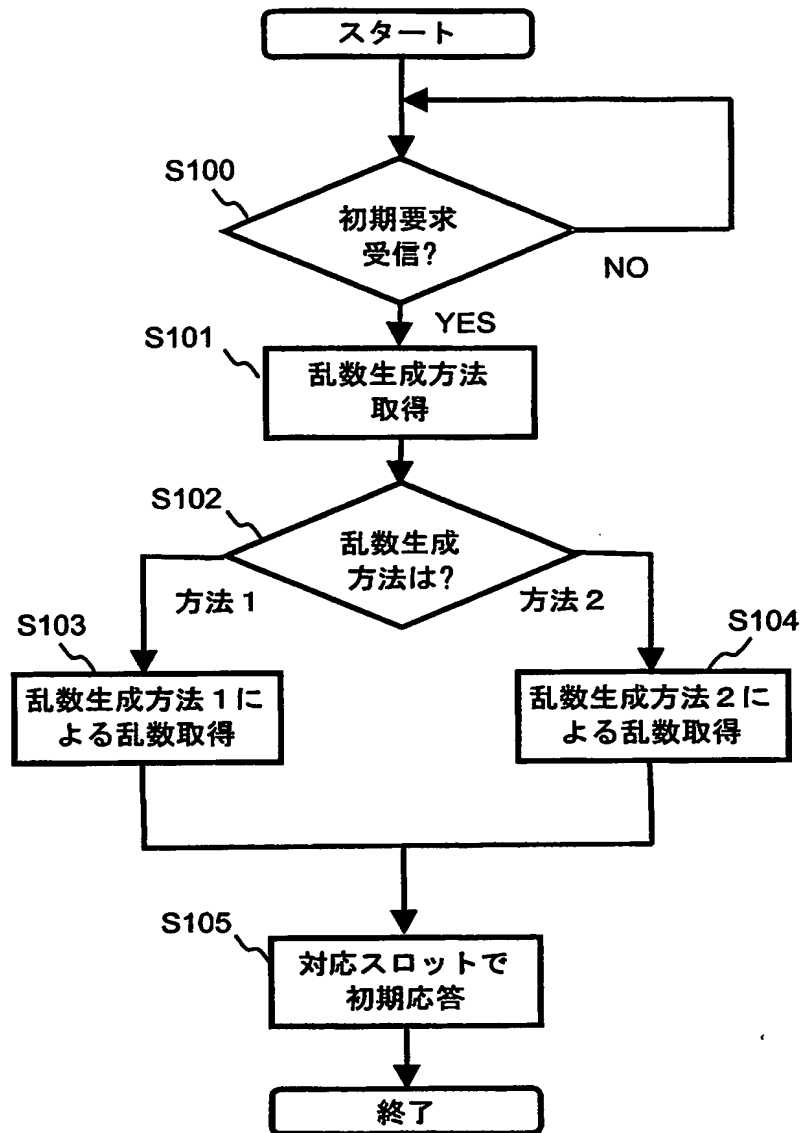 スタート
S100
初期要求
受信?
NO
YES
S101
乱数生成方法
取得
S102
乱数生成
方法は?
方法1
方法2
S103
乱数生成方法1に
よる乱数取得
S104
乱数生成方法2に
よる乱数取得
S105
対応スロットで
初期応答
終了